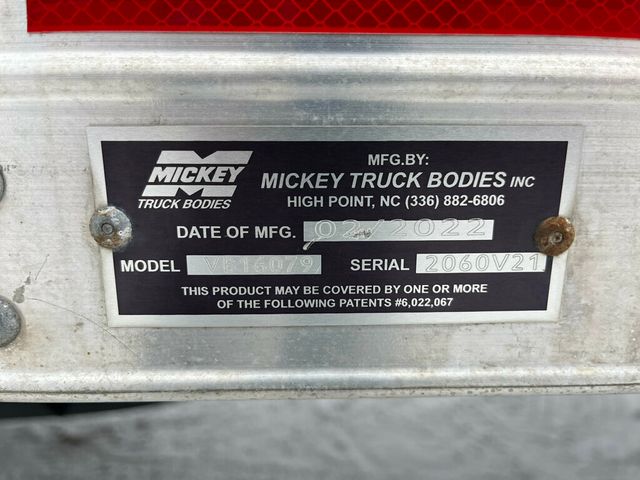 MICKEY
TRUCK BODIES
MFG.BY:
MICKEY TRUCK BODIES INC
HIGH POINT, NC (336) 882-6806
DATE OF MFG. 02/2022
MODEL VF16079 SERIAL 2060V21
THIS PRODUCT MAY BE COVERED BY ONE OR MORE
OF THE FOLLOWING PATENTS #6,022,067